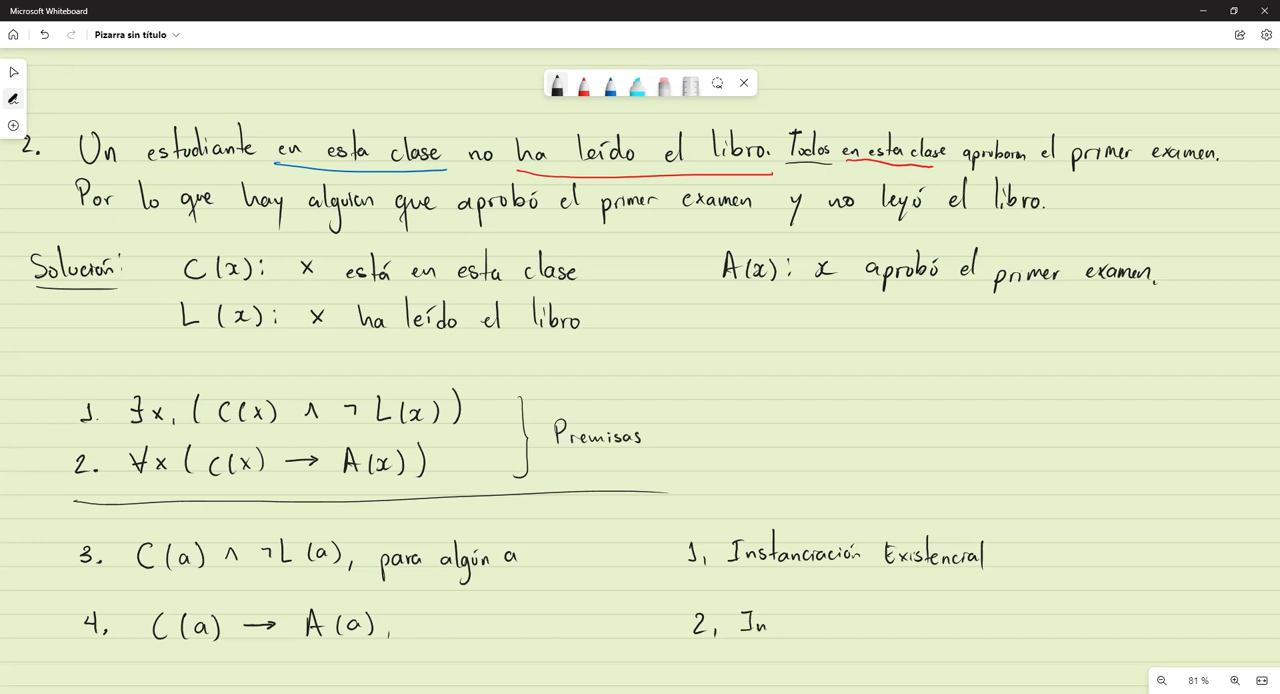 Microsoft Whiteboard
Pizarra sin título
2. Un estudiante en esta clase no ha leído el libro. Todos en esta clase aprobaron el primer examen.
Por lo que hay alguien que aprobó el primer examen y no leyó el libro.
Solución: C(x): x está en esta clase A(x): x aprobó el primer examen.
L(x): x ha leído el libro
1. ∃x, (C(x) ∧ ¬L(x))
Premisas
2. ∀x (C(x) → A(x))
3. C(a) ∧ ¬L(a), para algún a 1, Instanciación Existencial
4. C(a) → A(a), 2, In
81 %